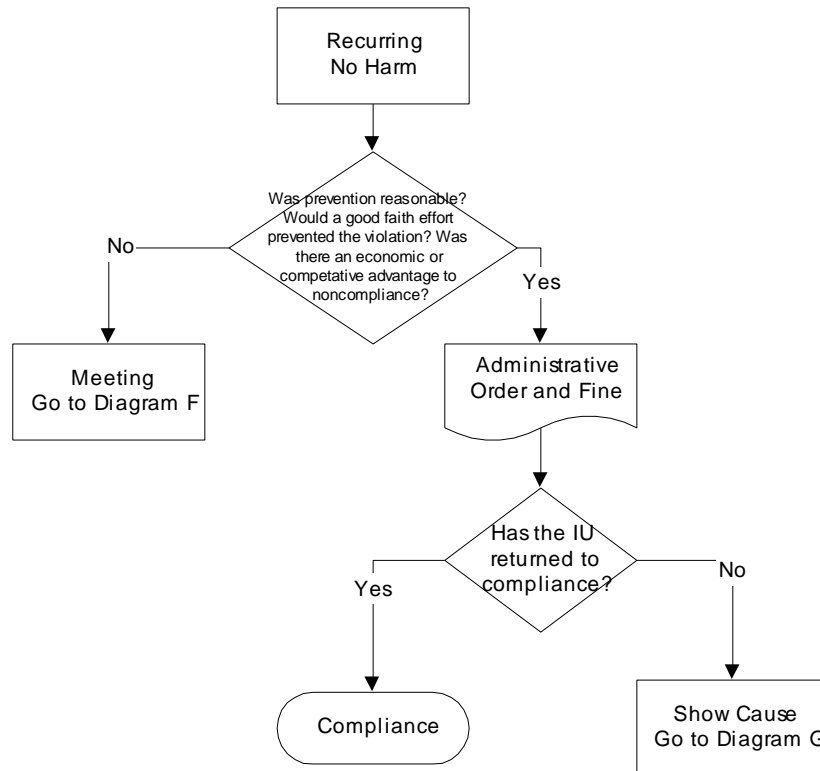 Recurring
No Harm
Was prevention reasonable?
Would a good faith effort
prevented the violation? Was
there an economic or
competative advantage to
noncompliance?
No
Yes
Meeting
Go to Diagram F
Administrative
Order and Fine
Has the IU
returned to
compliance?
Yes
No
Compliance
Show Cause
Go to Diagram G